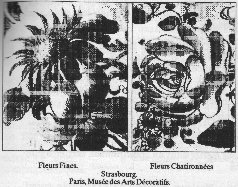 Fleurs Fines. Fleurs Chatironnées
Strasbourg.
Paris, Musée des Arts Décoratifs.